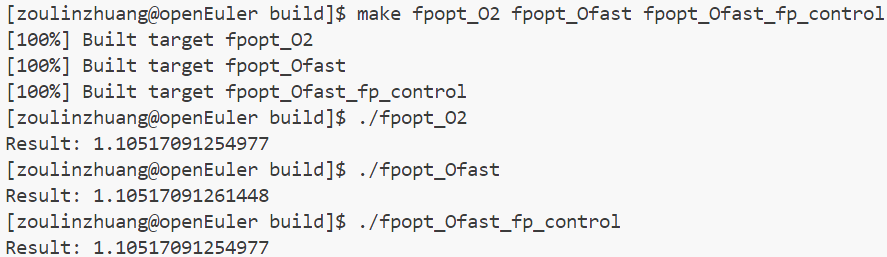 [zoulinzhuang@openEuler build]$ make fpopt_O2 fpopt_Ofast fpopt_Ofast_fp_control
[100%] Built target fpopt_O2
[100%] Built target fpopt_Ofast
[100%] Built target fpopt_Ofast_fp_control
[zoulinzhuang@openEuler build]$ ./fpopt_O2
Result: 1.10517091254977
[zoulinzhuang@openEuler build]$ ./fpopt_Ofast
Result: 1.10517091261448
[zoulinzhuang@openEuler build]$ ./fpopt_Ofast_fp_control
Result: 1.10517091254977